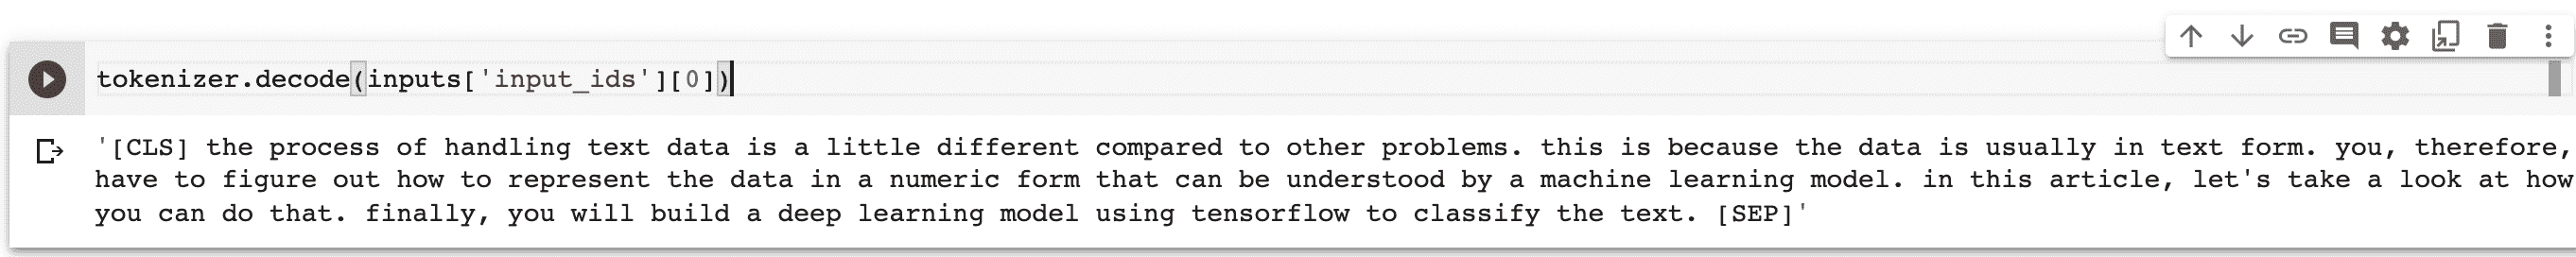 tokenizer.decode(inputs['input_ids'][0])
'[CLS] the process of handling text data is a little different compared to other problems. this is because the data is usually in text form. you, therefore,
have to figure out how to represent the data in a numeric form that can be understood by a machine learning model. in this article, let's take a look at how
you can do that. finally, you will build a deep learning model using tensorflow to classify the text. [SEP]'